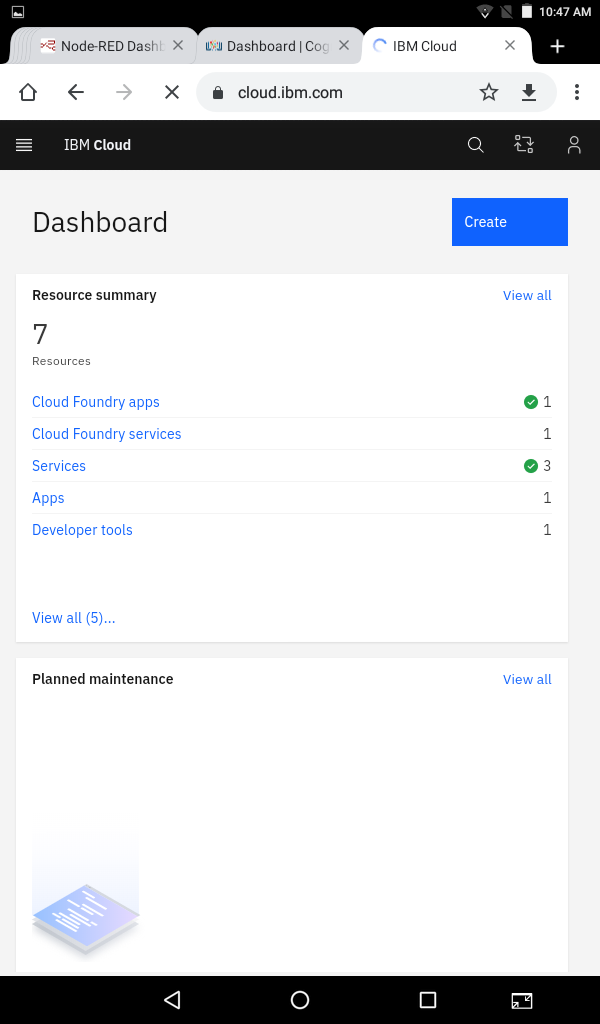 10:47 AM
Node-RED Dashb
Dashboard | Cog
IBM Cloud
cloud.ibm.com
IBM Cloud
Dashboard
Create
Resource summary
View all
7
Resources
Cloud Foundry apps
1
Cloud Foundry services
1
Services
3
Apps
1
Developer tools
1
View all (5)...
Planned maintenance
View all